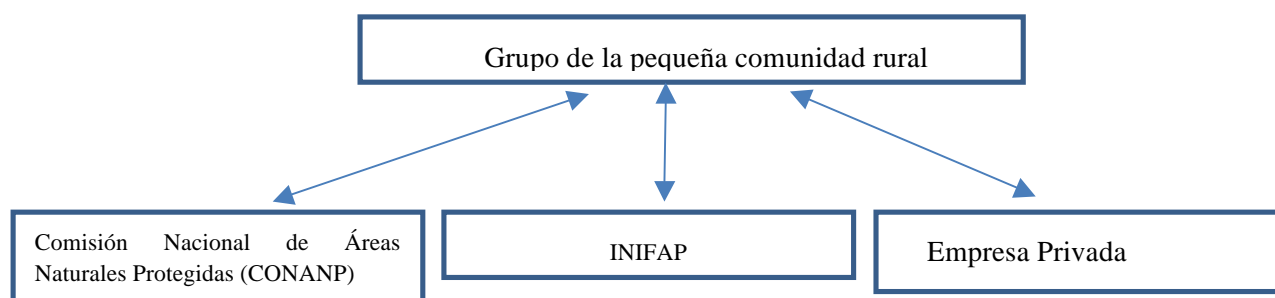 Grupo de la pequeña comunidad rural
Comisión Nacional de Áreas
Naturales Protegidas (CONANP)
INIFAP
Empresa Privada